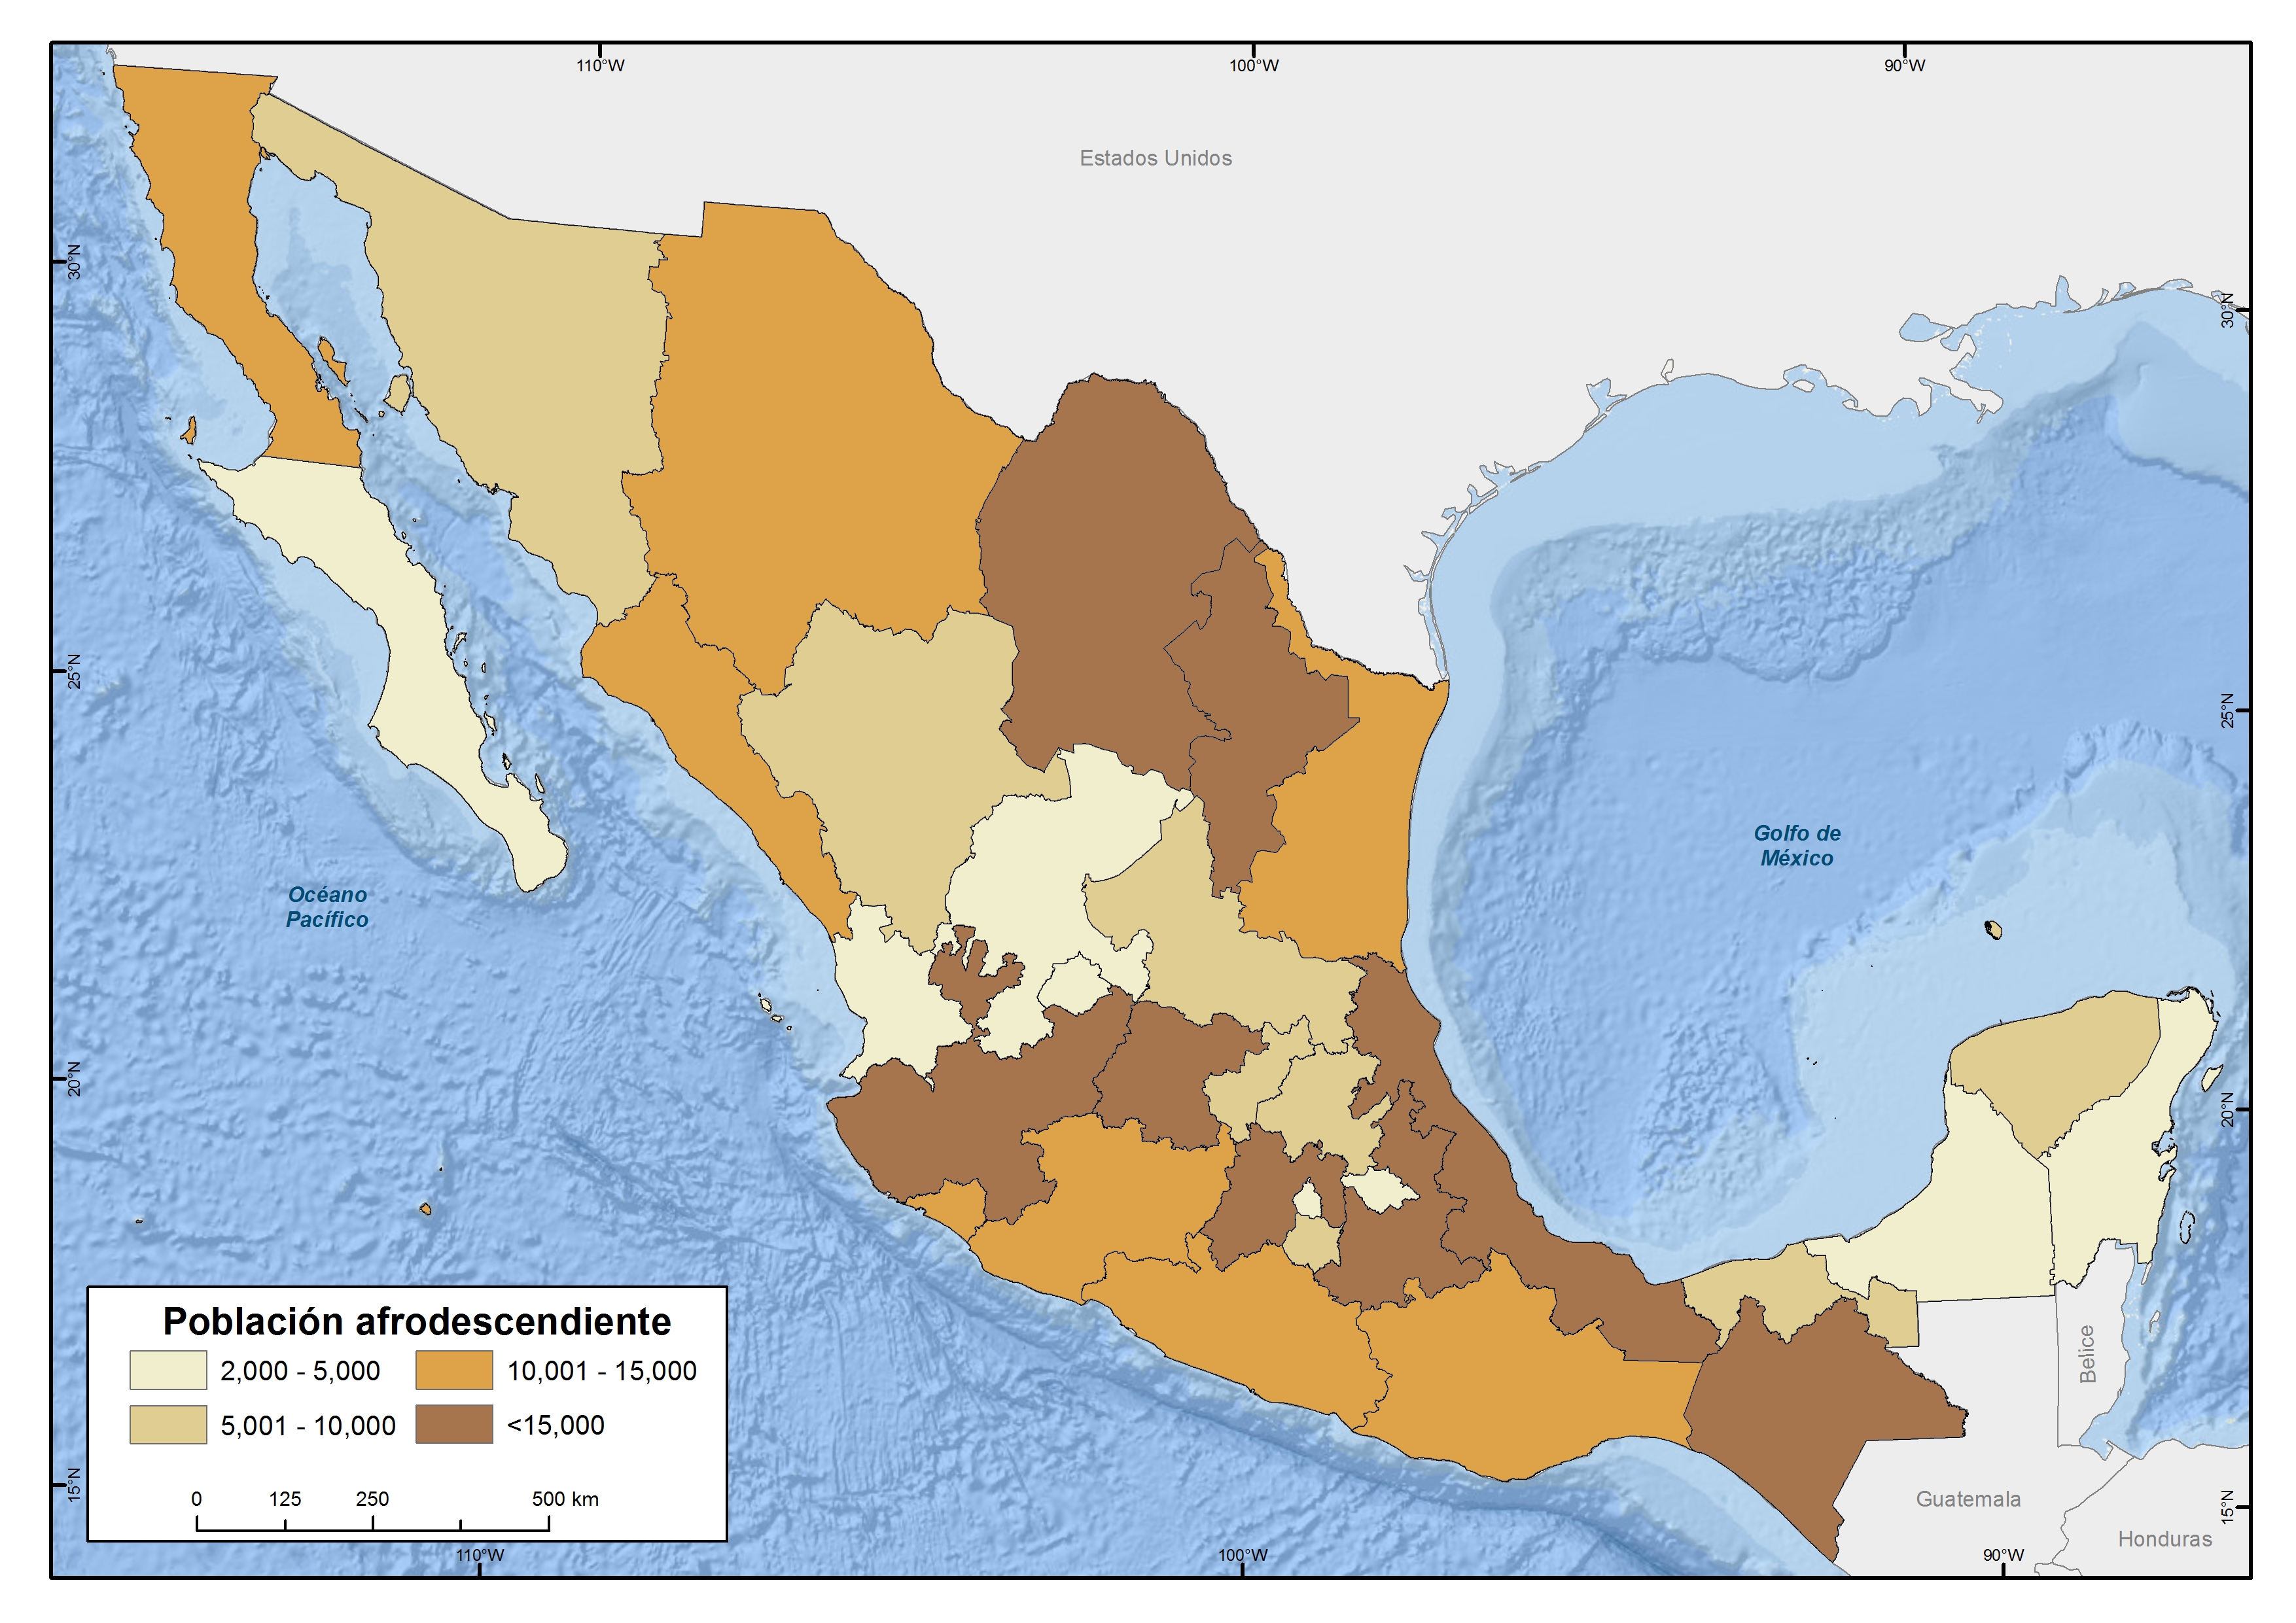 110°W
100°W
90°W
Estados Unidos
30°N
30°N
25°N
25°N
Golfo de
México
Océano
Pacífico
20°N
20°N
Población afrodescendiente
2,000 - 5,000
10,001 - 15,000
5,001 - 10,000
<15,000
0 125 250 500 km
Belice
15°N
Guatemala
15°N
Honduras
110°W
100°W
90°W